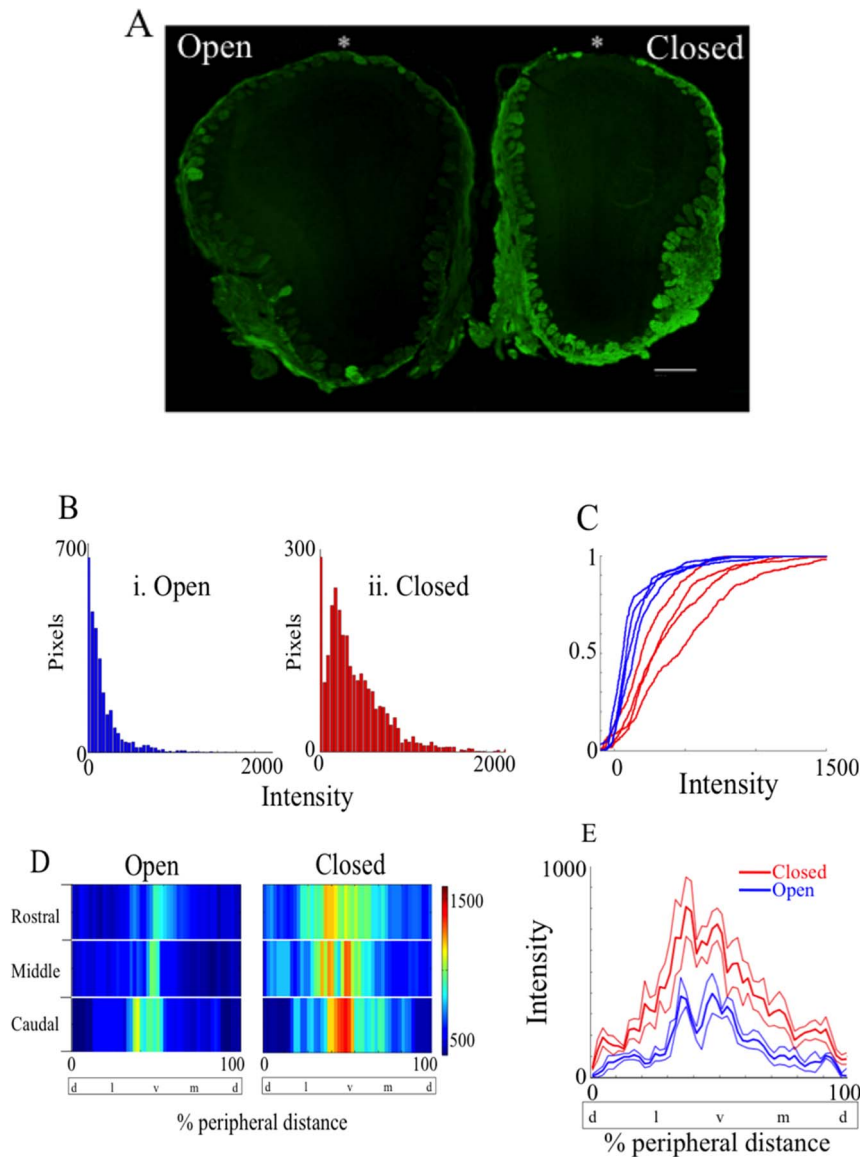 A
Open * * Closed
B
700
i. Open
Pixels
0
0 2000
300
ii. Closed
Pixels
0
0 2000
Intensity
C
1
0.5
0
0 1500
Intensity
D
Open Closed
Rostral
Middle
Caudal
1500
500
0 100 0 100
d l v m d d l v m d
% peripheral distance
E
1000
Closed
Open
Intensity
0
0 100
d l v m d
% peripheral distance